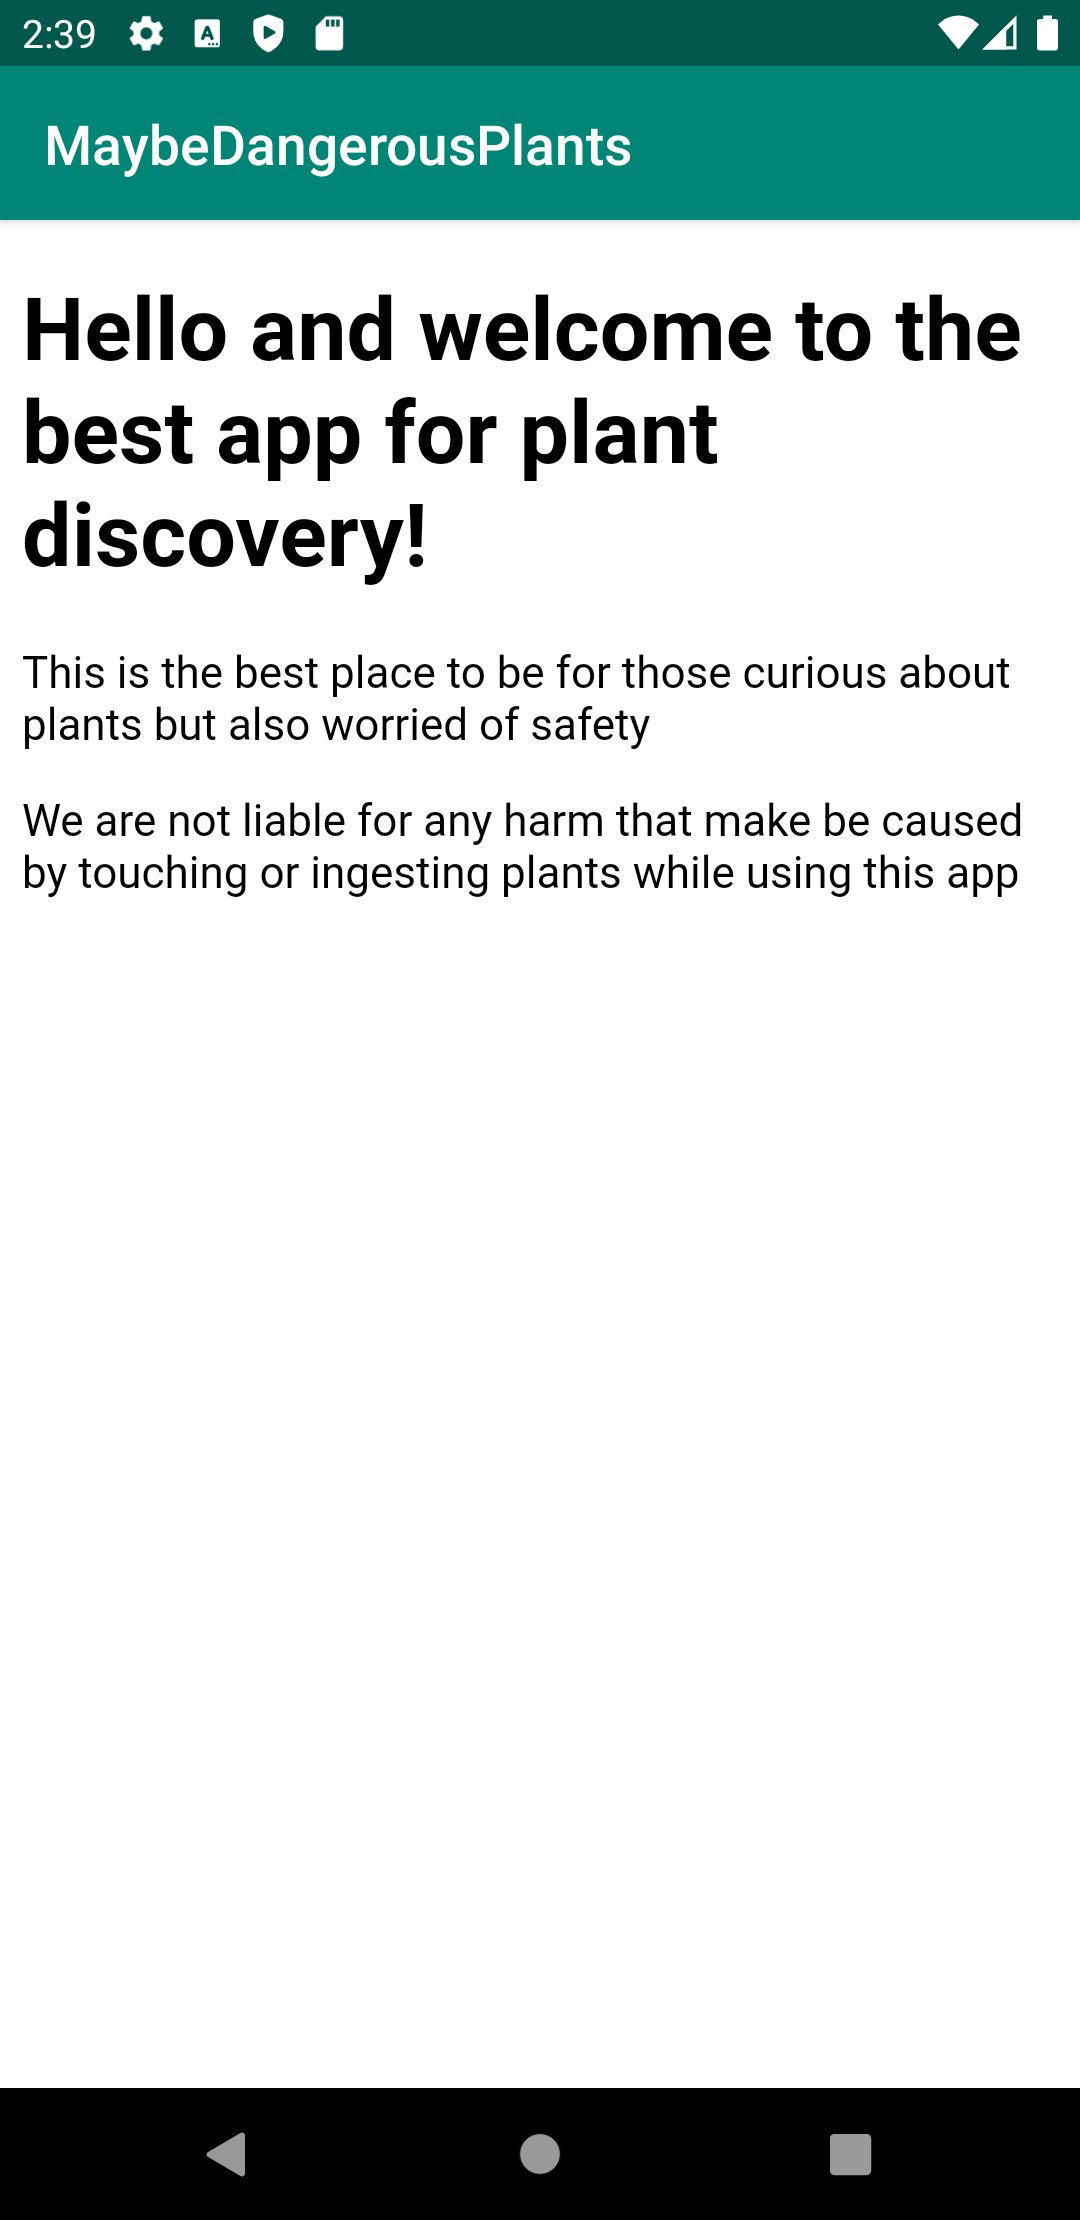 2:39
MaybeDangerousPlants
Hello and welcome to the
best app for plant
discovery!
This is the best place to be for those curious about
plants but also worried of safety
We are not liable for any harm that make be caused
by touching or ingesting plants while using this app